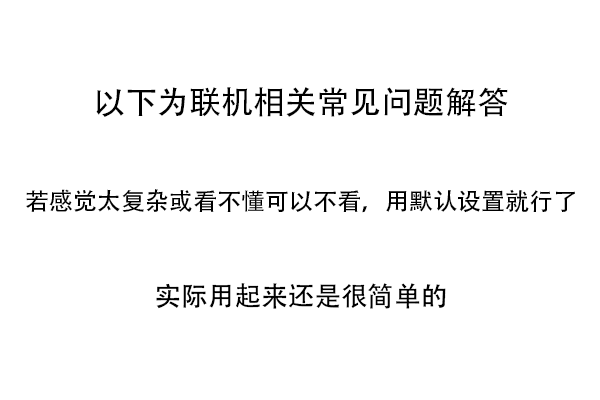 以下为联机相关常见问题解答
若感觉太复杂或看不懂可以不看，用默认设置就行了
实际用起来还是很简单的